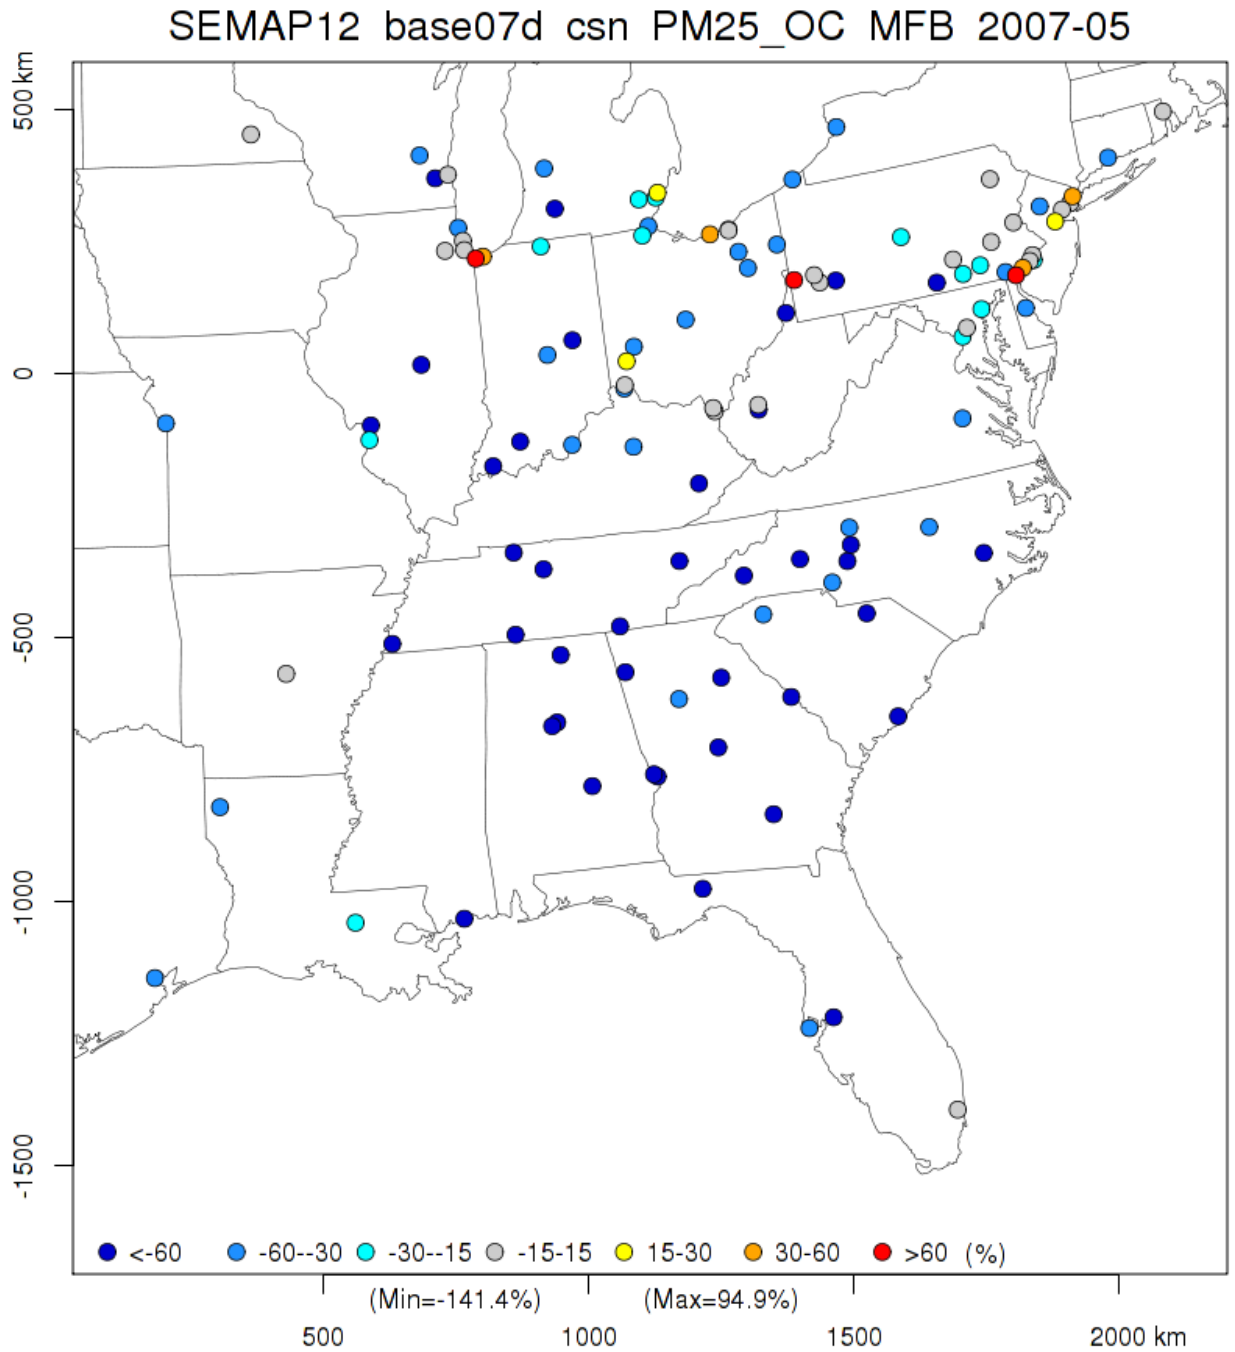 SEMAP12 base07d csn PM25_OC MFB 2007-05
500 km
0
-500
-1000
-1500
<-60 -60--30 -30--15 -15-15 15-30 30-60 >60 (%)
(Min=-141.4%) (Max=94.9%)
500 1000 1500 2000 km